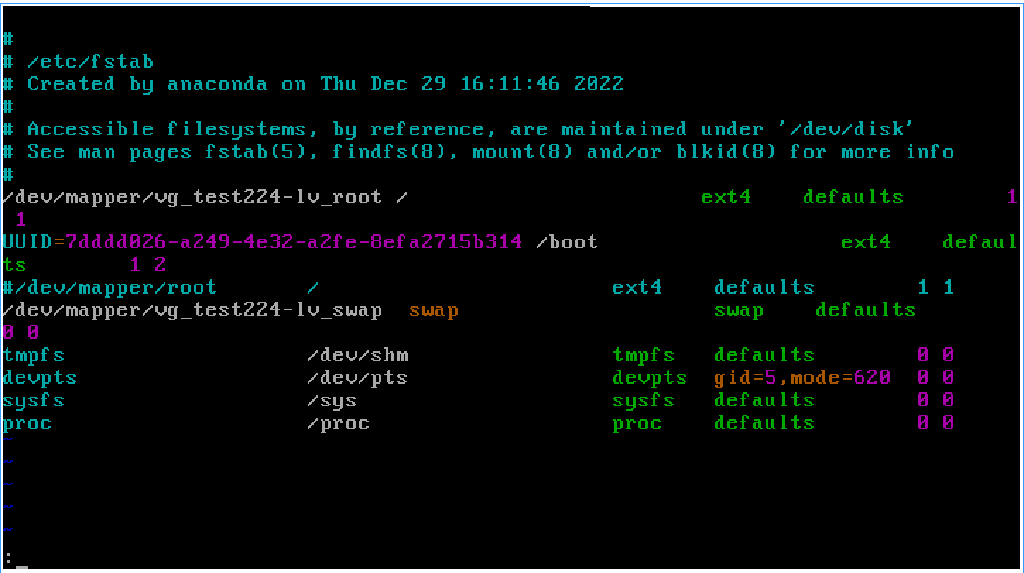 #
# /etc/fstab
# Created by anaconda on Thu Dec 29 16:11:46 2022
#
# Accessible filesystems, by reference, are maintained under '/dev/disk'
# See man pages fstab(5), findfs(8), mount(8) and/or blkid(8) for more info
#
/dev/mapper/vg_test224-lv_root / ext4 defaults 1
1
UUID=7dddd026-a249-4e32-a2fe-8efa2715b314 /boot ext4 defaul
ts 1 2
#/dev/mapper/root / ext4 defaults 1 1
/dev/mapper/vg_test224-lv_swap swap swap defaults
0 0
tmpfs /dev/shm tmpfs defaults 0 0
devpts /dev/pts devpts gid=5,mode=620 0 0
sysfs /sys sysfs defaults 0 0
proc /proc proc defaults 0 0
~
~
~
~
~
:_